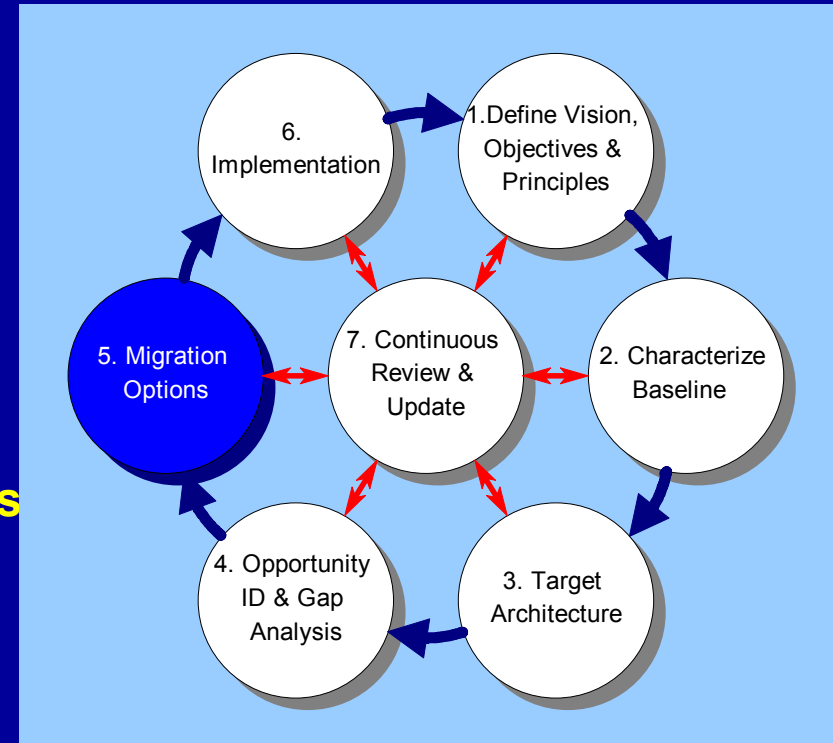 1.Define Vision,
Objectives &
Principles
2. Characterize
Baseline
3. Target
Architecture
4. Opportunity
ID & Gap
Analysis
5. Migration
Options
6.
Implementation
7. Continuous
Review &
Update
s